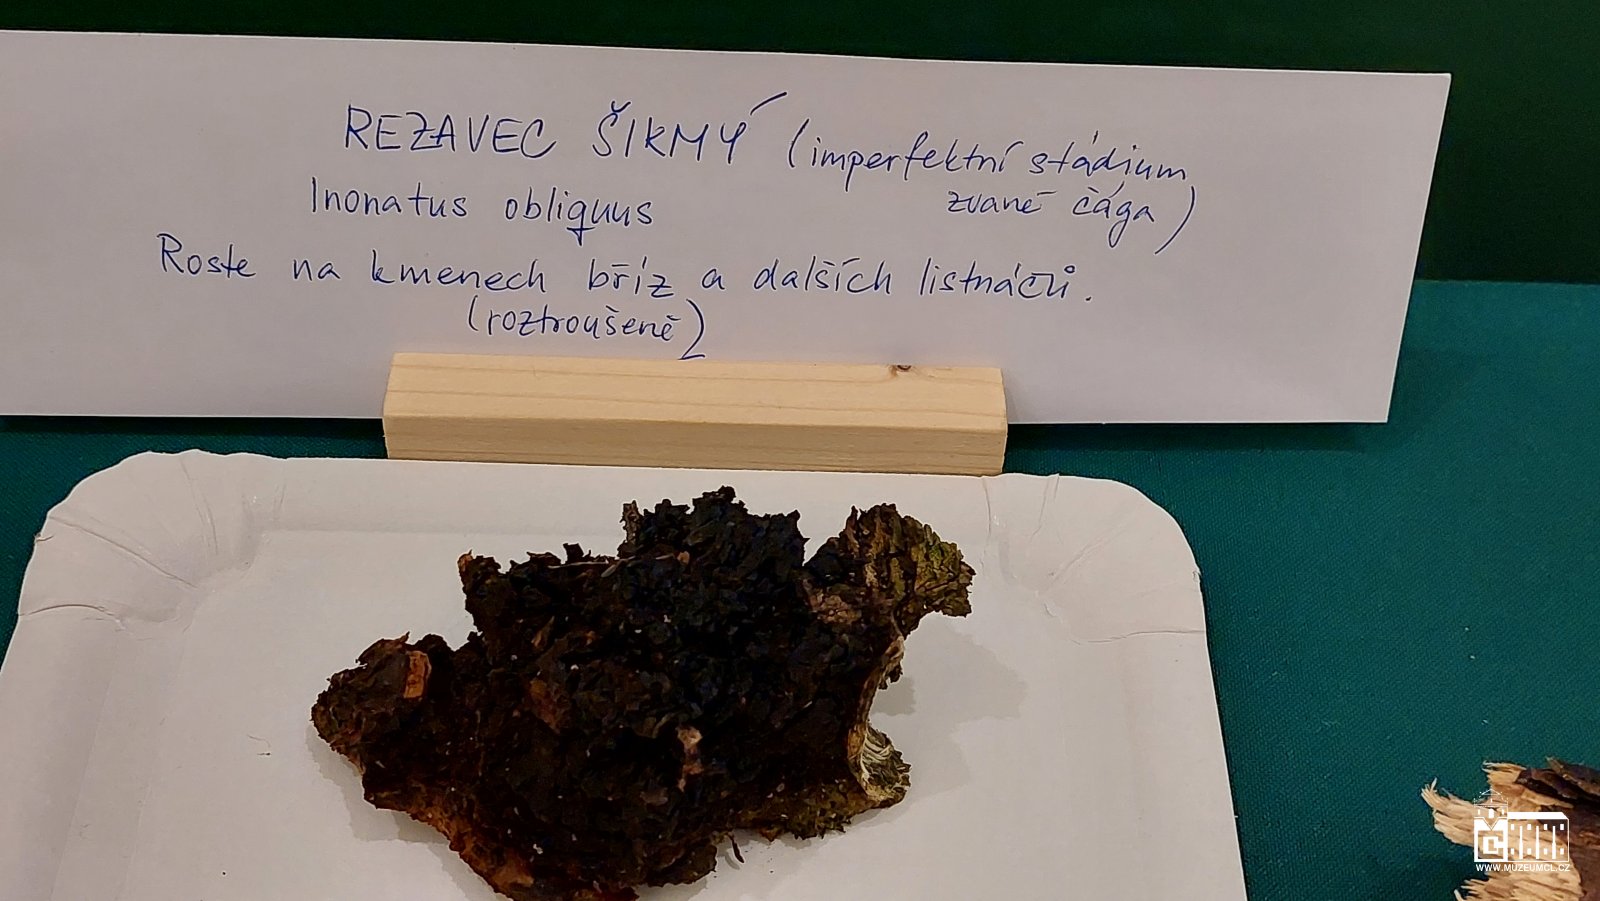 REZAVEC ŠIKMÝ (imperfektní stádium
Inonatus obliquus zvané čága)
Roste na kmenech bříz a dalších listnáčů.
(roztroušeně)
WWW.MUZEUMCL.CZ